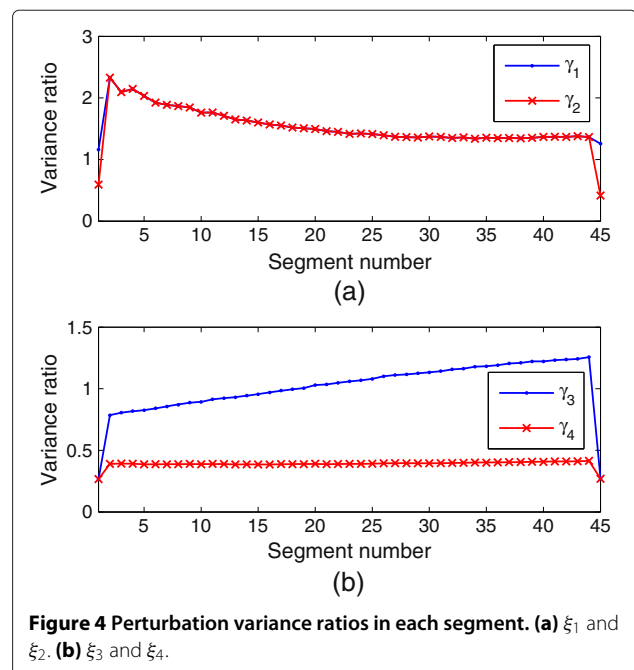 3
2
1
0
Variance ratio
γ₁
γ₂
5 10 15 20 25 30 35 40 45
Segment number
(a)
1.5
1
0.5
0
Variance ratio
γ₃
γ₄
5 10 15 20 25 30 35 40 45
Segment number
(b)
Figure 4 Perturbation variance ratios in each segment. (a) ξ₁ and
ξ₂. (b) ξ₃ and ξ₄.